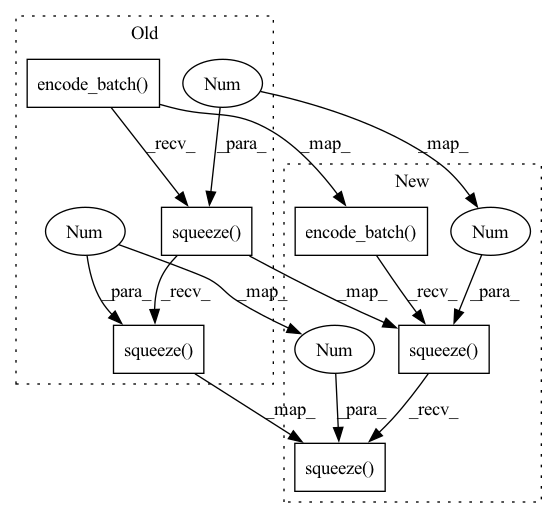 Old
encode_batch()
Num
_recv_
_para_
_map_
_map_
New
Num
squeeze()
encode_batch()
Num
_para_
_recv_
_map_
_map_
_recv_
_para_
squeeze()
Num
squeeze()
_map_
_para_
_recv_
squeeze()